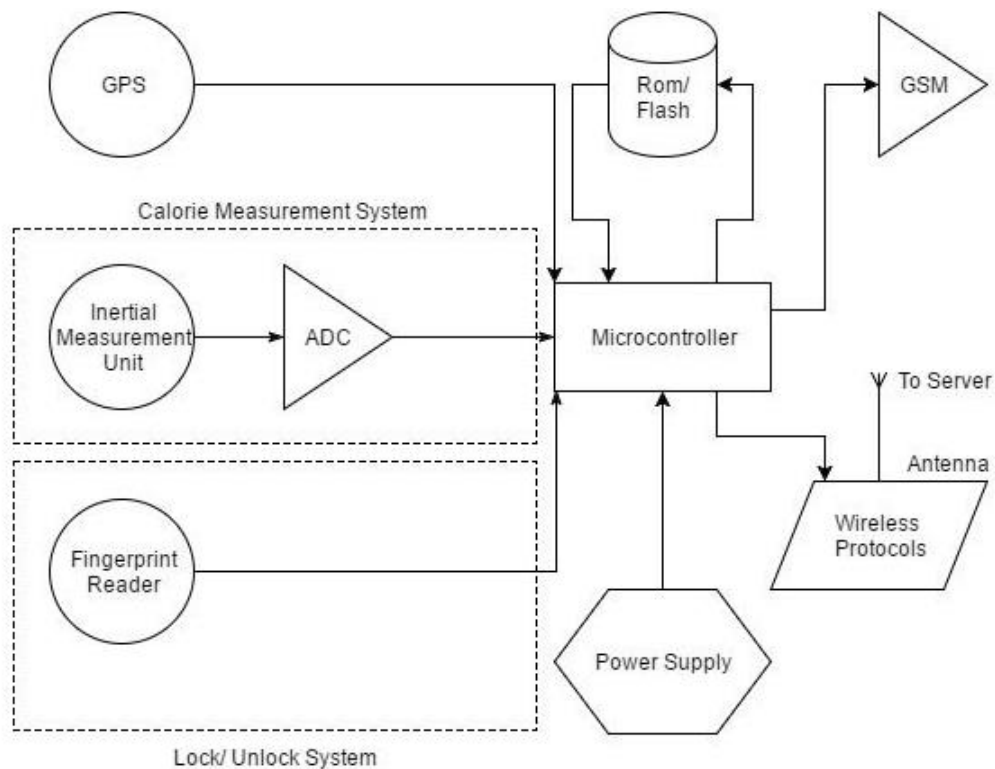 GPS
Rom/
Flash
GSM
Calorie Measurement System
Inertial
Measurement
Unit
ADC
Microcontroller
To Server
Antenna
Wireless
Protocols
Fingerprint
Reader
Power Supply
Lock/ Unlock System